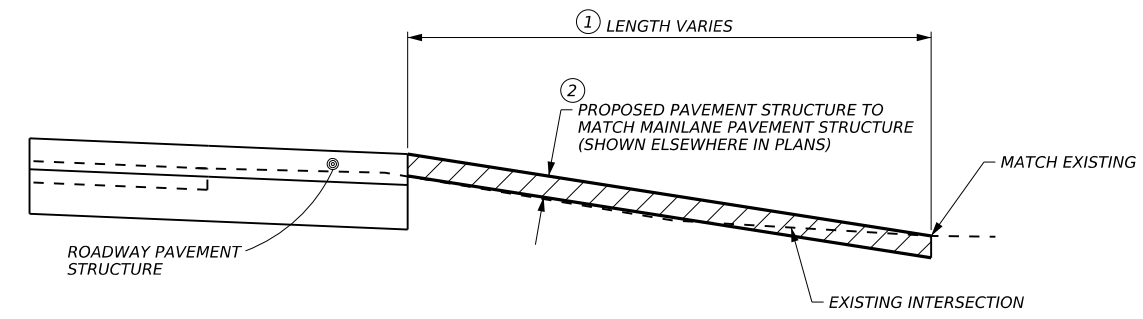 1 LENGTH VARIES
2
PROPOSED PAVEMENT STRUCTURE TO
MATCH MAINLANE PAVEMENT STRUCTURE
(SHOWN ELSEWHERE IN PLANS)
MATCH EXISTING
ROADWAY PAVEMENT
STRUCTURE
EXISTING INTERSECTION